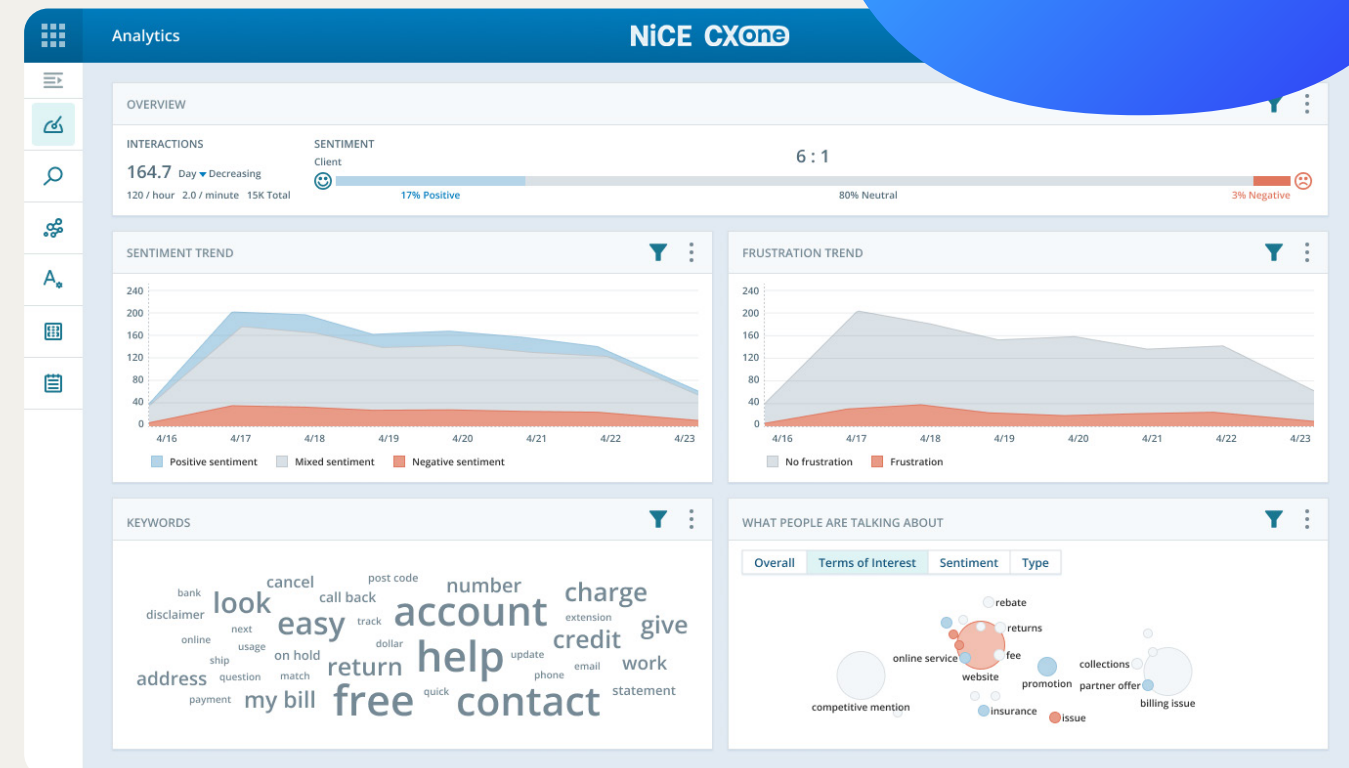 Analytics
NiCE CXone
OVERVIEW
INTERACTIONS
164.7 Day Decreasing
120 / hour 2.0 / minute 15K Total
SENTIMENT
Client
6 : 1
17% Positive
80% Neutral
3% Negative
SENTIMENT TREND
240
200
160
120
80
40
0
4/16 4/17 4/18 4/19 4/20 4/21 4/22 4/23
Positive sentiment Mixed sentiment Negative sentiment
FRUSTRATION TREND
240
200
160
120
80
40
0
4/16 4/17 4/18 4/19 4/20 4/21 4/22 4/23
No frustration Frustration
KEYWORDS
cancel post code number charge
bank look call back account extension give
disclaimer next easy track credit
online usage dollar help update
ship on hold return email work
address question match phone statement
payment my bill free quick contact
WHAT PEOPLE ARE TALKING ABOUT
Overall Terms of Interest Sentiment Type
rebate
returns
online service fee
website
collections
promotion partner offer
competitive mention
billing issue
insurance
issue
A